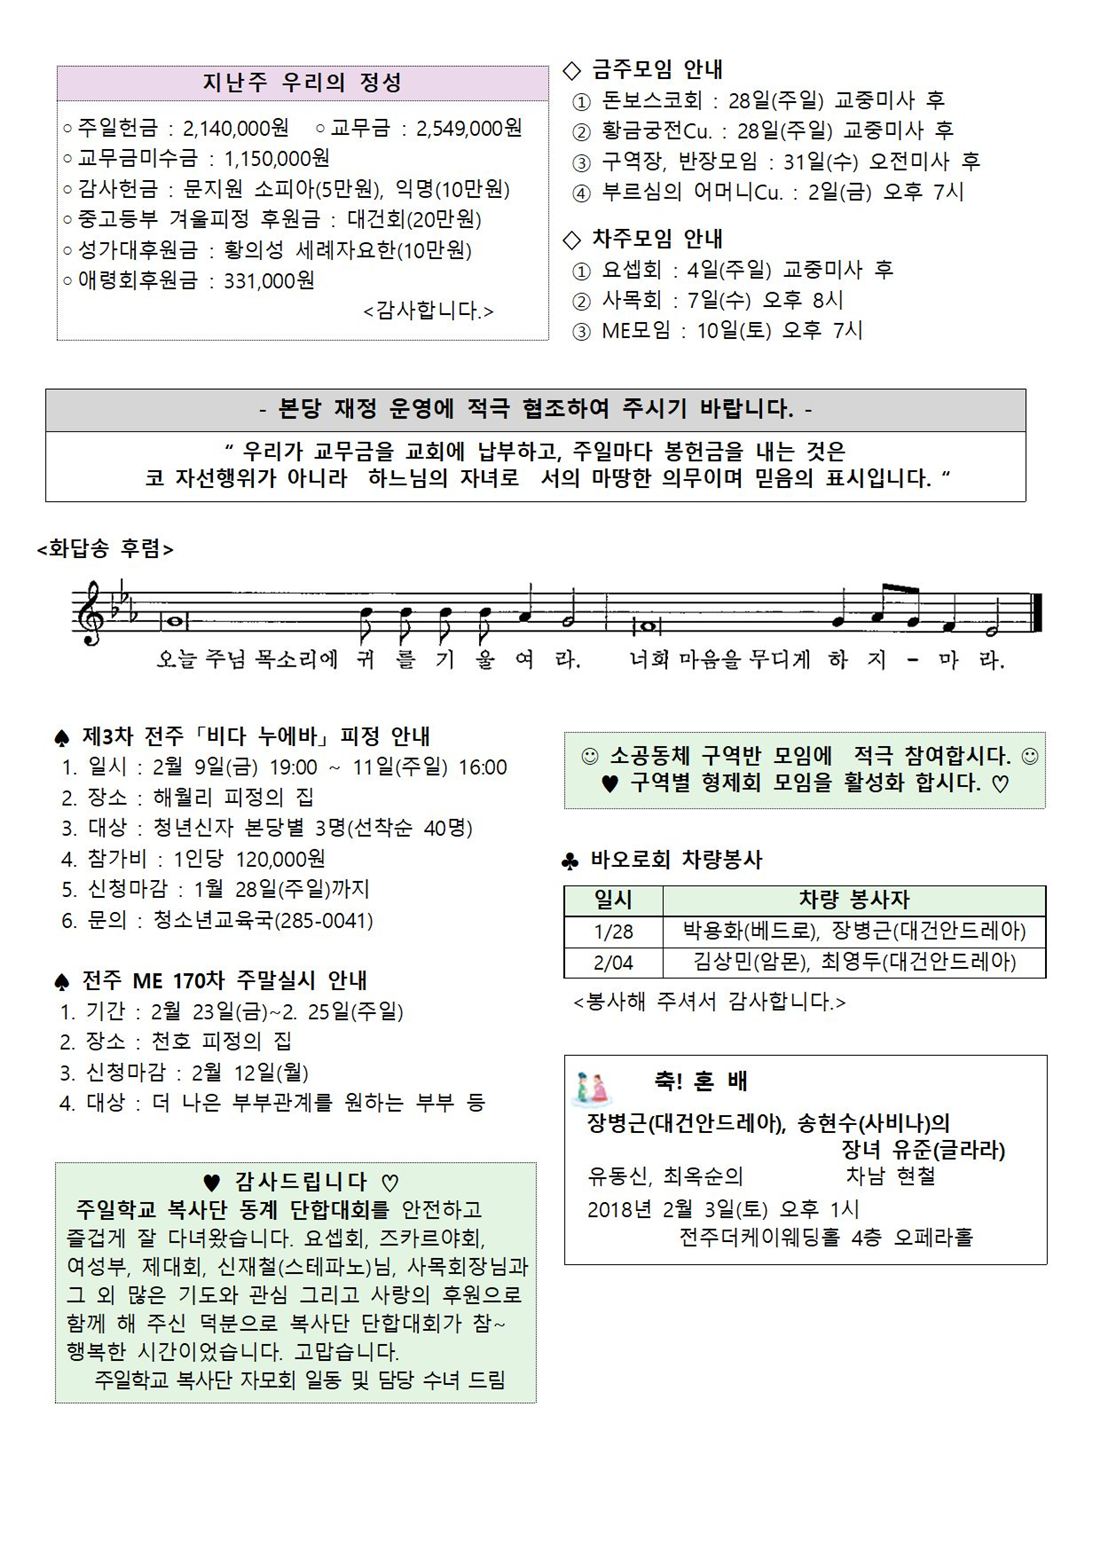 지난주 우리의 정성
○주일헌금 : 2,140,000원 ○교무금 : 2,549,000원
○교무금미수금 : 1,150,000원
○감사헌금 : 문지원 소피아(5만원), 익명(10만원)
○중고등부 겨울피정 후원금 : 대건회(20만원)
○성가대후원금 : 황의성 세례자요한(10만원)
○애령회후원금 : 331,000원
<감사합니다.>
◇ 금주모임 안내
① 돈보스코회 : 28일(주일) 교중미사 후
② 황금궁전Cu. : 28일(주일) 교중미사 후
③ 구역장, 반장모임 : 31일(수) 오전미사 후
④ 부르심의 어머니Cu. : 2일(금) 오후 7시
◇ 차주모임 안내
① 요셉회 : 4일(주일) 교중미사 후
② 사목회 : 7일(수) 오후 8시
③ ME모임 : 10일(토) 오후 7시
- 본당 재정 운영에 적극 협조하여 주시기 바랍니다. -
“ 우리가 교무금을 교회에 납부하고, 주일마다 봉헌금을 내는 것은
코 자선행위가 아니라 하느님의 자녀로 서의 마땅한 의무이며 믿음의 표시입니다. “
<화답송 후렴>
오늘 주님 목소리에 귀 를 기 울 여 라. 너희 마음을 무디게 하 지 - 마 라.
♠ 제3차 전주「비다 누에바」피정 안내
1. 일시 : 2월 9일(금) 19:00 ~ 11일(주일) 16:00
2. 장소 : 해월리 피정의 집
3. 대상 : 청년신자 본당별 3명(선착순 40명)
4. 참가비 : 1인당 120,000원
5. 신청마감 : 1월 28일(주일)까지
6. 문의 : 청소년교육국(285-0041)
♠ 전주 ME 170차 주말실시 안내
1. 기간 : 2월 23일(금)~2. 25일(주일)
2. 장소 : 천호 피정의 집
3. 신청마감 : 2월 12일(월)
4. 대상 : 더 나은 부부관계를 원하는 부부 등
♥ 감사드립니다 ♡
주일학교 복사단 동계 단합대회를 안전하고
즐겁게 잘 다녀왔습니다. 요셉회, 즈카르야회,
여성부, 제대회, 신재철(스테파노)님, 사목회장님과
그 외 많은 기도와 관심 그리고 사랑의 후원으로
함께 해 주신 덕분으로 복사단 단합대회가 참~
행복한 시간이었습니다. 고맙습니다.
주일학교 복사단 자모회 일동 및 담당 수녀 드림
☺ 소공동체 구역반 모임에 적극 참여합시다. ☺
♥ 구역별 형제회 모임을 활성화 합시다. ♡
♣ 바오로회 차량봉사
일시 차량 봉사자
1/28 박용화(베드로), 장병근(대건안드레아)
2/04 김상민(암몬), 최영두(대건안드레아)
<봉사해 주셔서 감사합니다.>
축! 혼 배
장병근(대건안드레아), 송현수(사비나)의
장녀 유준(글라라)
유동신, 최옥순의 차남 현철
2018년 2월 3일(토) 오후 1시
전주더케이웨딩홀 4층 오페라홀